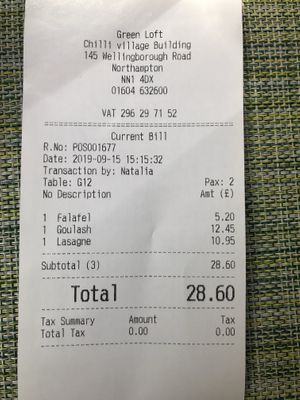 Green Loft
Chilli village Building
145 Wellingborough Road
Northampton
NN1 4DX
01604 632600
VAT 296 29 71 52
Current Bill
R.No: POS001677
Date: 2019-09-15 15:15:32
Transaction by: Natalia
Table: G12 Pax: 2
No Description Amt (£)
1 Falafel 5.20
1 Goulash 12.45
1 Lasagne 10.95
Subtotal (3) 28.60
Total 28.60
Tax Summary Amount Tax
Total Tax 0.00 0.00